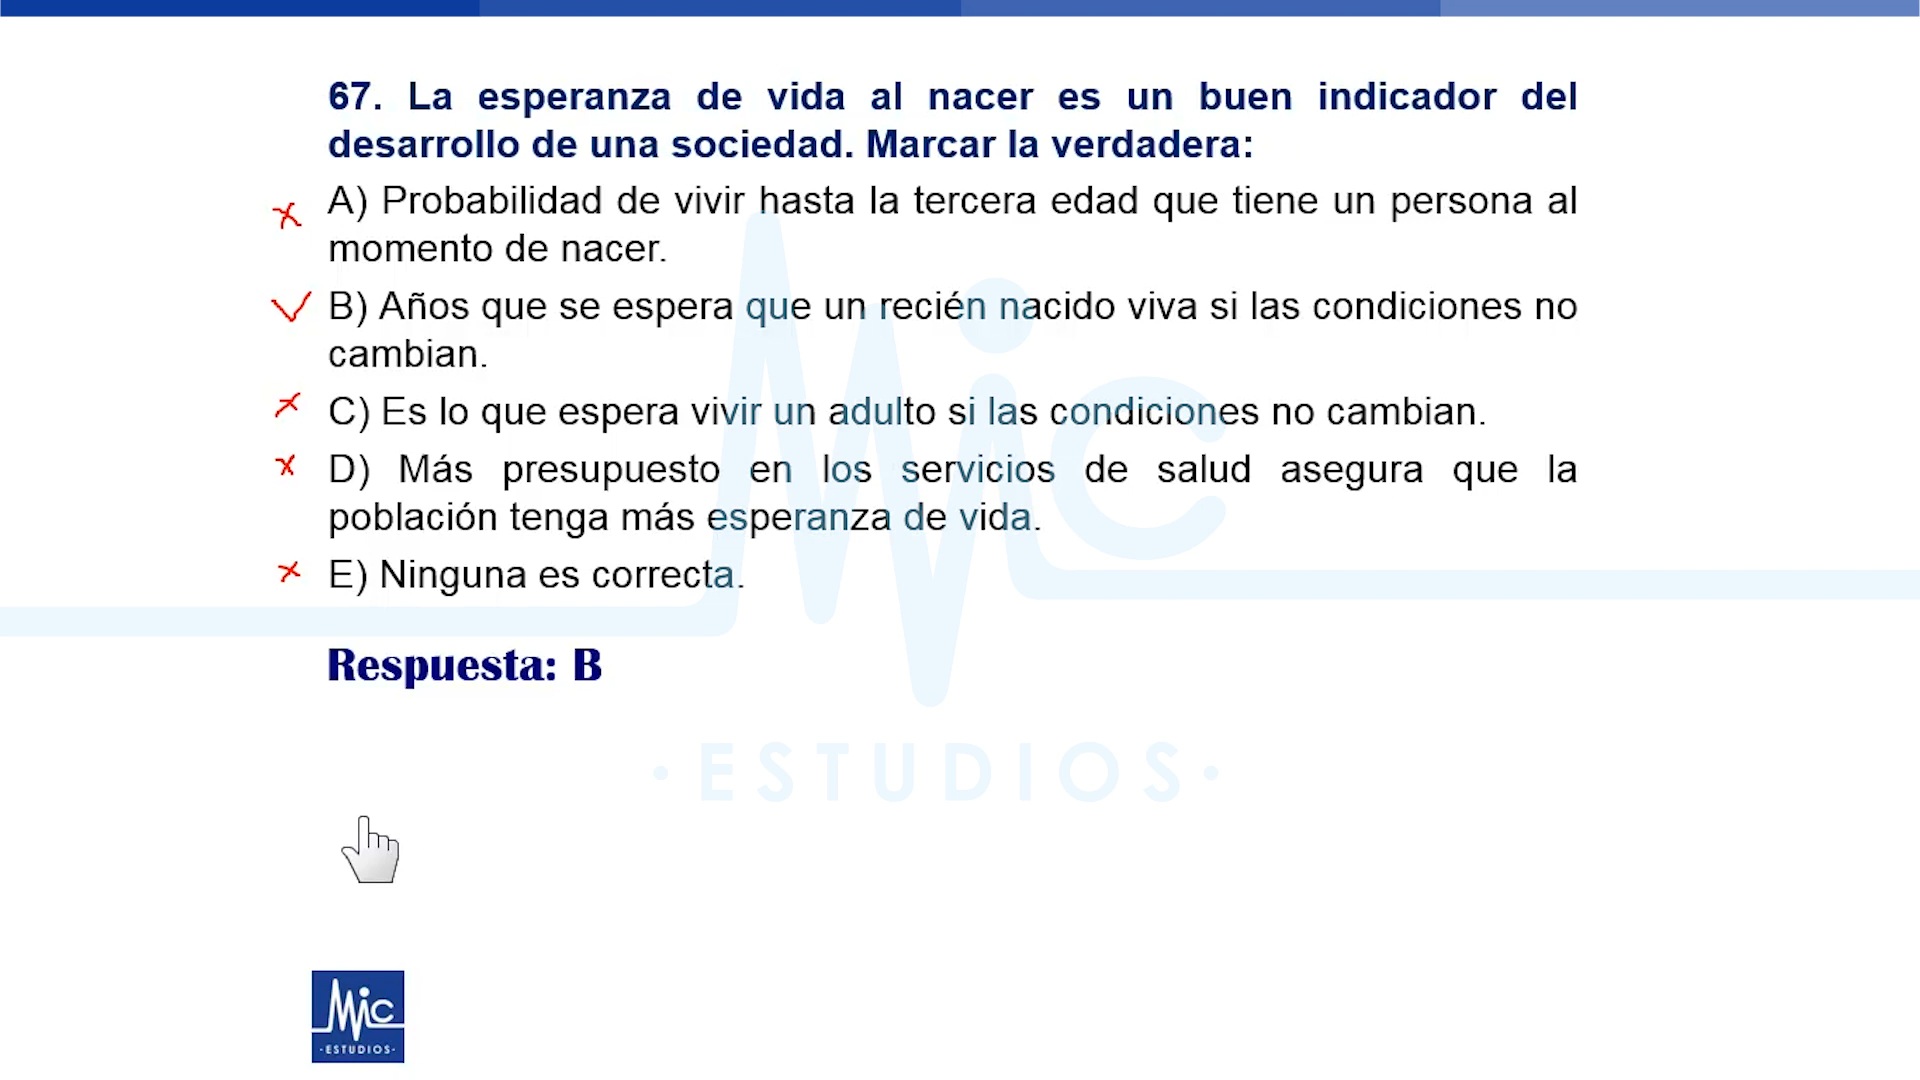 67. La esperanza de vida al nacer es un buen indicador del
desarrollo de una sociedad. Marcar la verdadera:
A) Probabilidad de vivir hasta la tercera edad que tiene un persona al
momento de nacer.
B) Años que se espera que un recién nacido viva si las condiciones no
cambian.
C) Es lo que espera vivir un adulto si las condiciones no cambian.
D) Más presupuesto en los servicios de salud asegura que la
población tenga más esperanza de vida.
E) Ninguna es correcta.
Respuesta: B
Mic
· ESTUDIOS ·
Mic
· ESTUDIOS ·